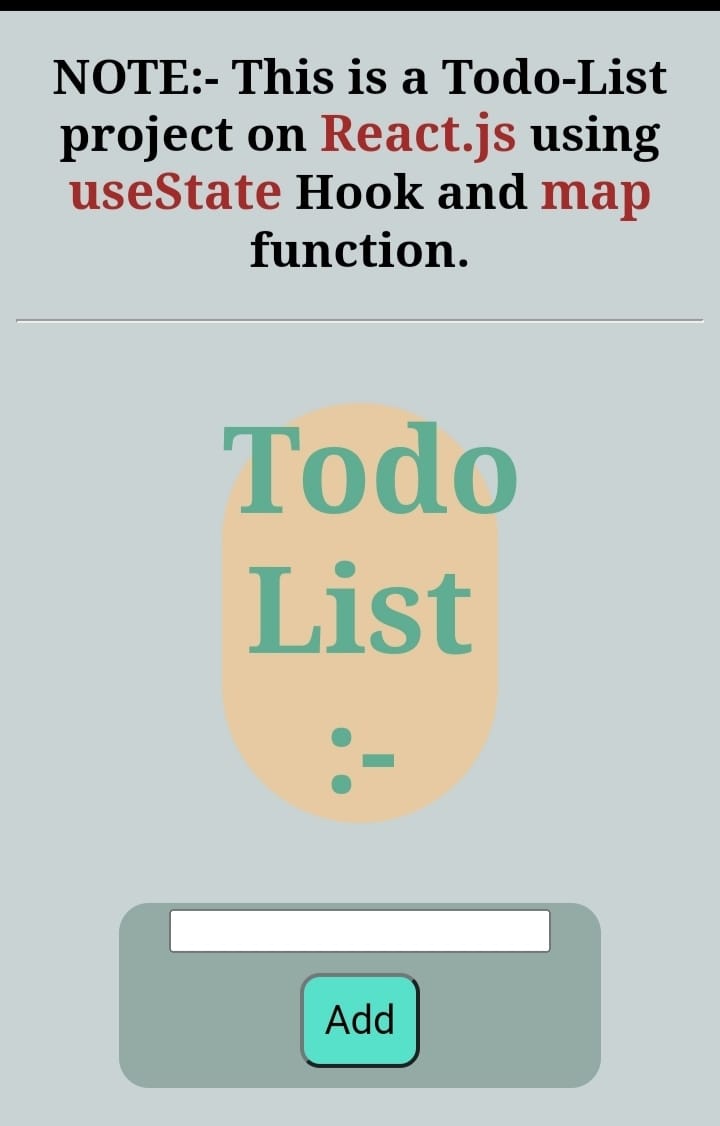 NOTE:- This is a Todo-List
project on React.js using
useState Hook and map
function.
Todo
List
:-
Add